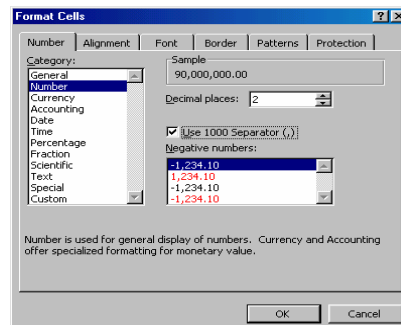 Format Cells
Number Alignment Font Border Patterns Protection
Category:
General
Number
Currency
Accounting
Date
Time
Percentage
Fraction
Scientific
Text
Special
Custom
Sample
90,000,000.00
Decimal places: 2
Use 1000 Separator (,)
Negative numbers:
-1,234.10
1,234.10
-1,234.10
-1,234.10
Number is used for general display of numbers. Currency and Accounting
offer specialized formatting for monetary value.
OK Cancel